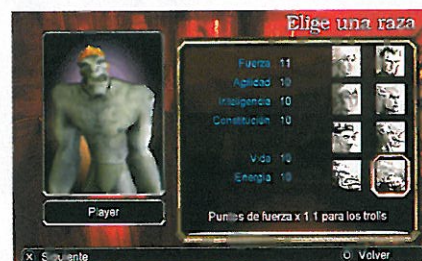 Elige una raza
Fuerza 11
Agilidad 10
Inteligencia 10
Constitución 10
Vida 10
Energía 10
Player
Puntos de fuerza x 1.1 para los trolls
X Siguiente
O Volver